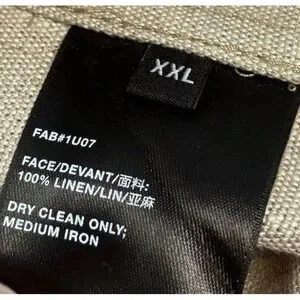 XXL
FAB#1U07
FACE/DEVANT/面料:
100% LINEN/LIN/亚麻
DRY CLEAN ONLY;
MEDIUM IRON